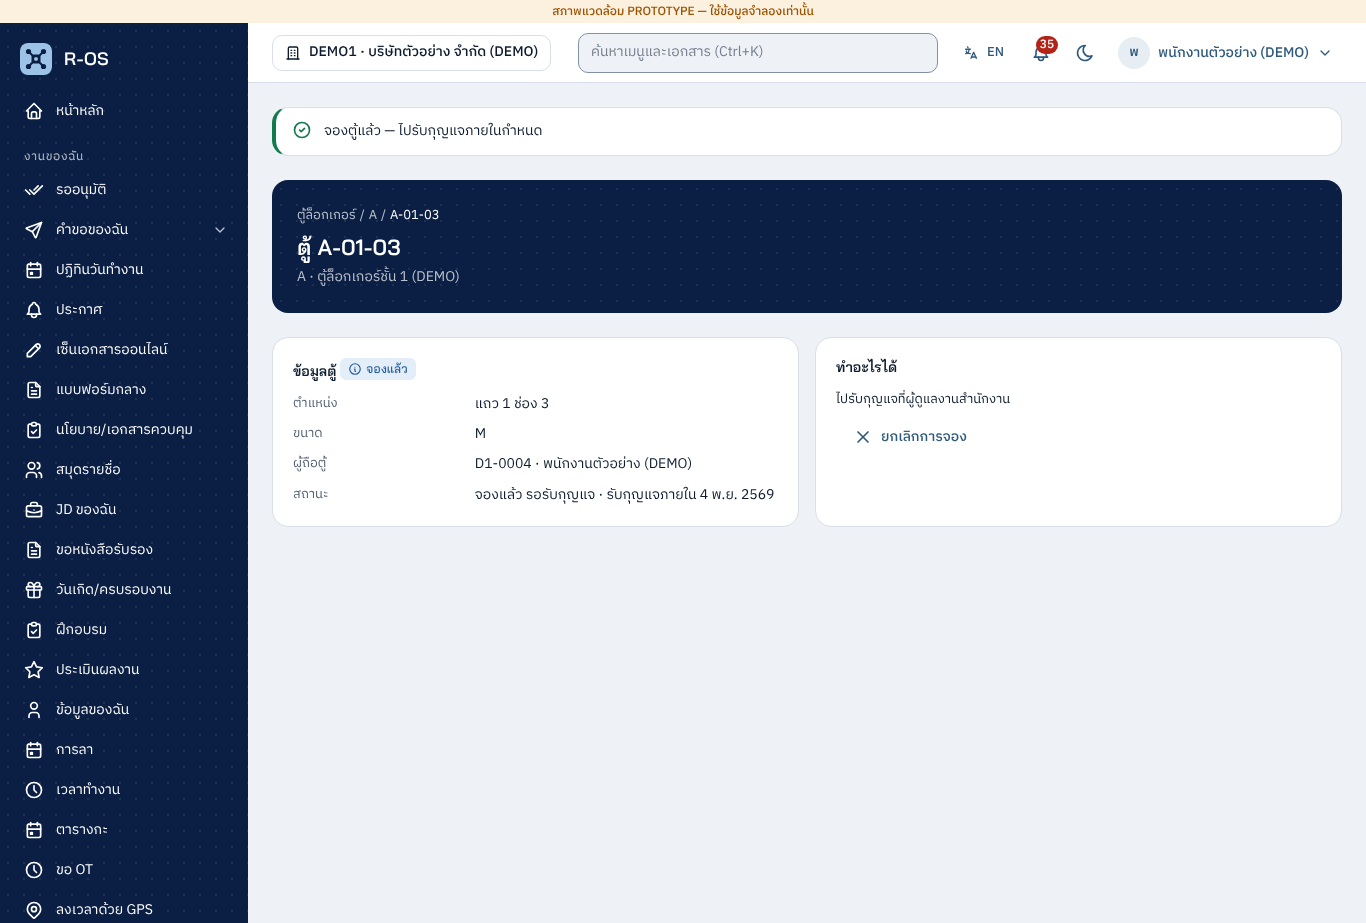 สภาพแวดล้อม PROTOTYPE — ใช้ข้อมูลจำลองเท่านั้น
R-OS
DEMO1 · บริษัทตัวอย่าง จำกัด (DEMO)
ค้นหาเมนูและเอกสาร (Ctrl+K)
EN
35
พ
พนักงานตัวอย่าง (DEMO)
หน้าหลัก
งานของฉัน
รออนุมัติ
คำขอของฉัน
ปฏิทินวันทำงาน
ประกาศ
เซ็นเอกสารออนไลน์
แบบฟอร์มกลาง
นโยบาย/เอกสารควบคุม
สมุดรายชื่อ
JD ของฉัน
ขอหนังสือรับรอง
วันเกิด/ครบรอบงาน
ฝึกอบรม
ประเมินผลงาน
ข้อมูลของฉัน
การลา
เวลาทำงาน
ตารางกะ
ขอ OT
ลงเวลาด้วย GPS
จองตู้แล้ว — ไปรับกุญแจภายในกำหนด
ตู้ล็อกเกอร์ / A / A-01-03
ตู้ A-01-03
A · ตู้ล็อกเกอร์ชั้น 1 (DEMO)
ข้อมูลตู้ จองแล้ว
ตำแหน่ง แถว 1 ช่อง 3
ขนาด M
ผู้ถือตู้ D1-0004 · พนักงานตัวอย่าง (DEMO)
สถานะ จองแล้ว รอรับกุญแจ · รับกุญแจภายใน 4 พ.ย. 2569
ทำอะไรได้
ไปรับกุญแจที่ผู้ดูแลงานสำนักงาน
ยกเลิกการจอง